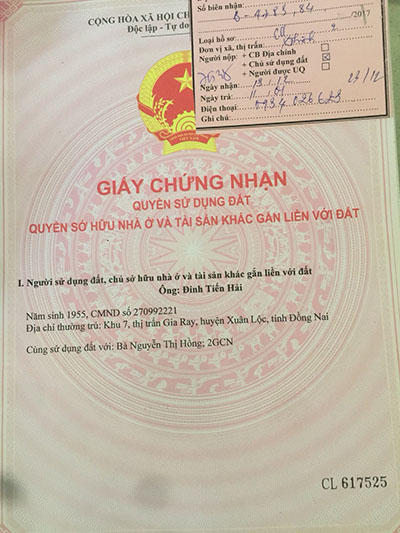 CỘNG HÒA XÃ HỘI CH
Độc lập - Tự do
Số biên nhận:
/2017
Loại hồ sơ:
Đơn vị xã, thị trấn:
Người nộp: + CB Địa chính
+ Chủ sử dụng đất
+ Người được UQ
Ngày nhận:
Ngày trả:
Điện thoại:
Ghi chú:
GIẤY CHỨNG NHẬN
QUYỀN SỬ DỤNG ĐẤT
QUYỀN SỞ HỮU NHÀ Ở VÀ TÀI SẢN KHÁC GẮN LIỀN VỚI ĐẤT
I. Người sử dụng đất, chủ sở hữu nhà ở và tài sản khác gắn liền với đất
Ông: Đinh Tiến Hải
Năm sinh 1955, CMND số 270992221
Địa chỉ thường trú: Khu 7, thị trấn Gia Ray, huyện Xuân Lộc, tỉnh Đồng Nai
Cùng sử dụng đất với: Bà Nguyễn Thị Hồng; 2GCN
CL 617525